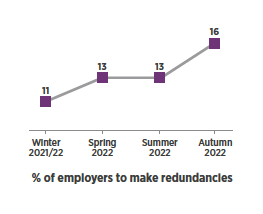 16
13
13
11
Winter Spring Summer Autumn
2021/22 2022 2022 2022
% of employers to make redundancies